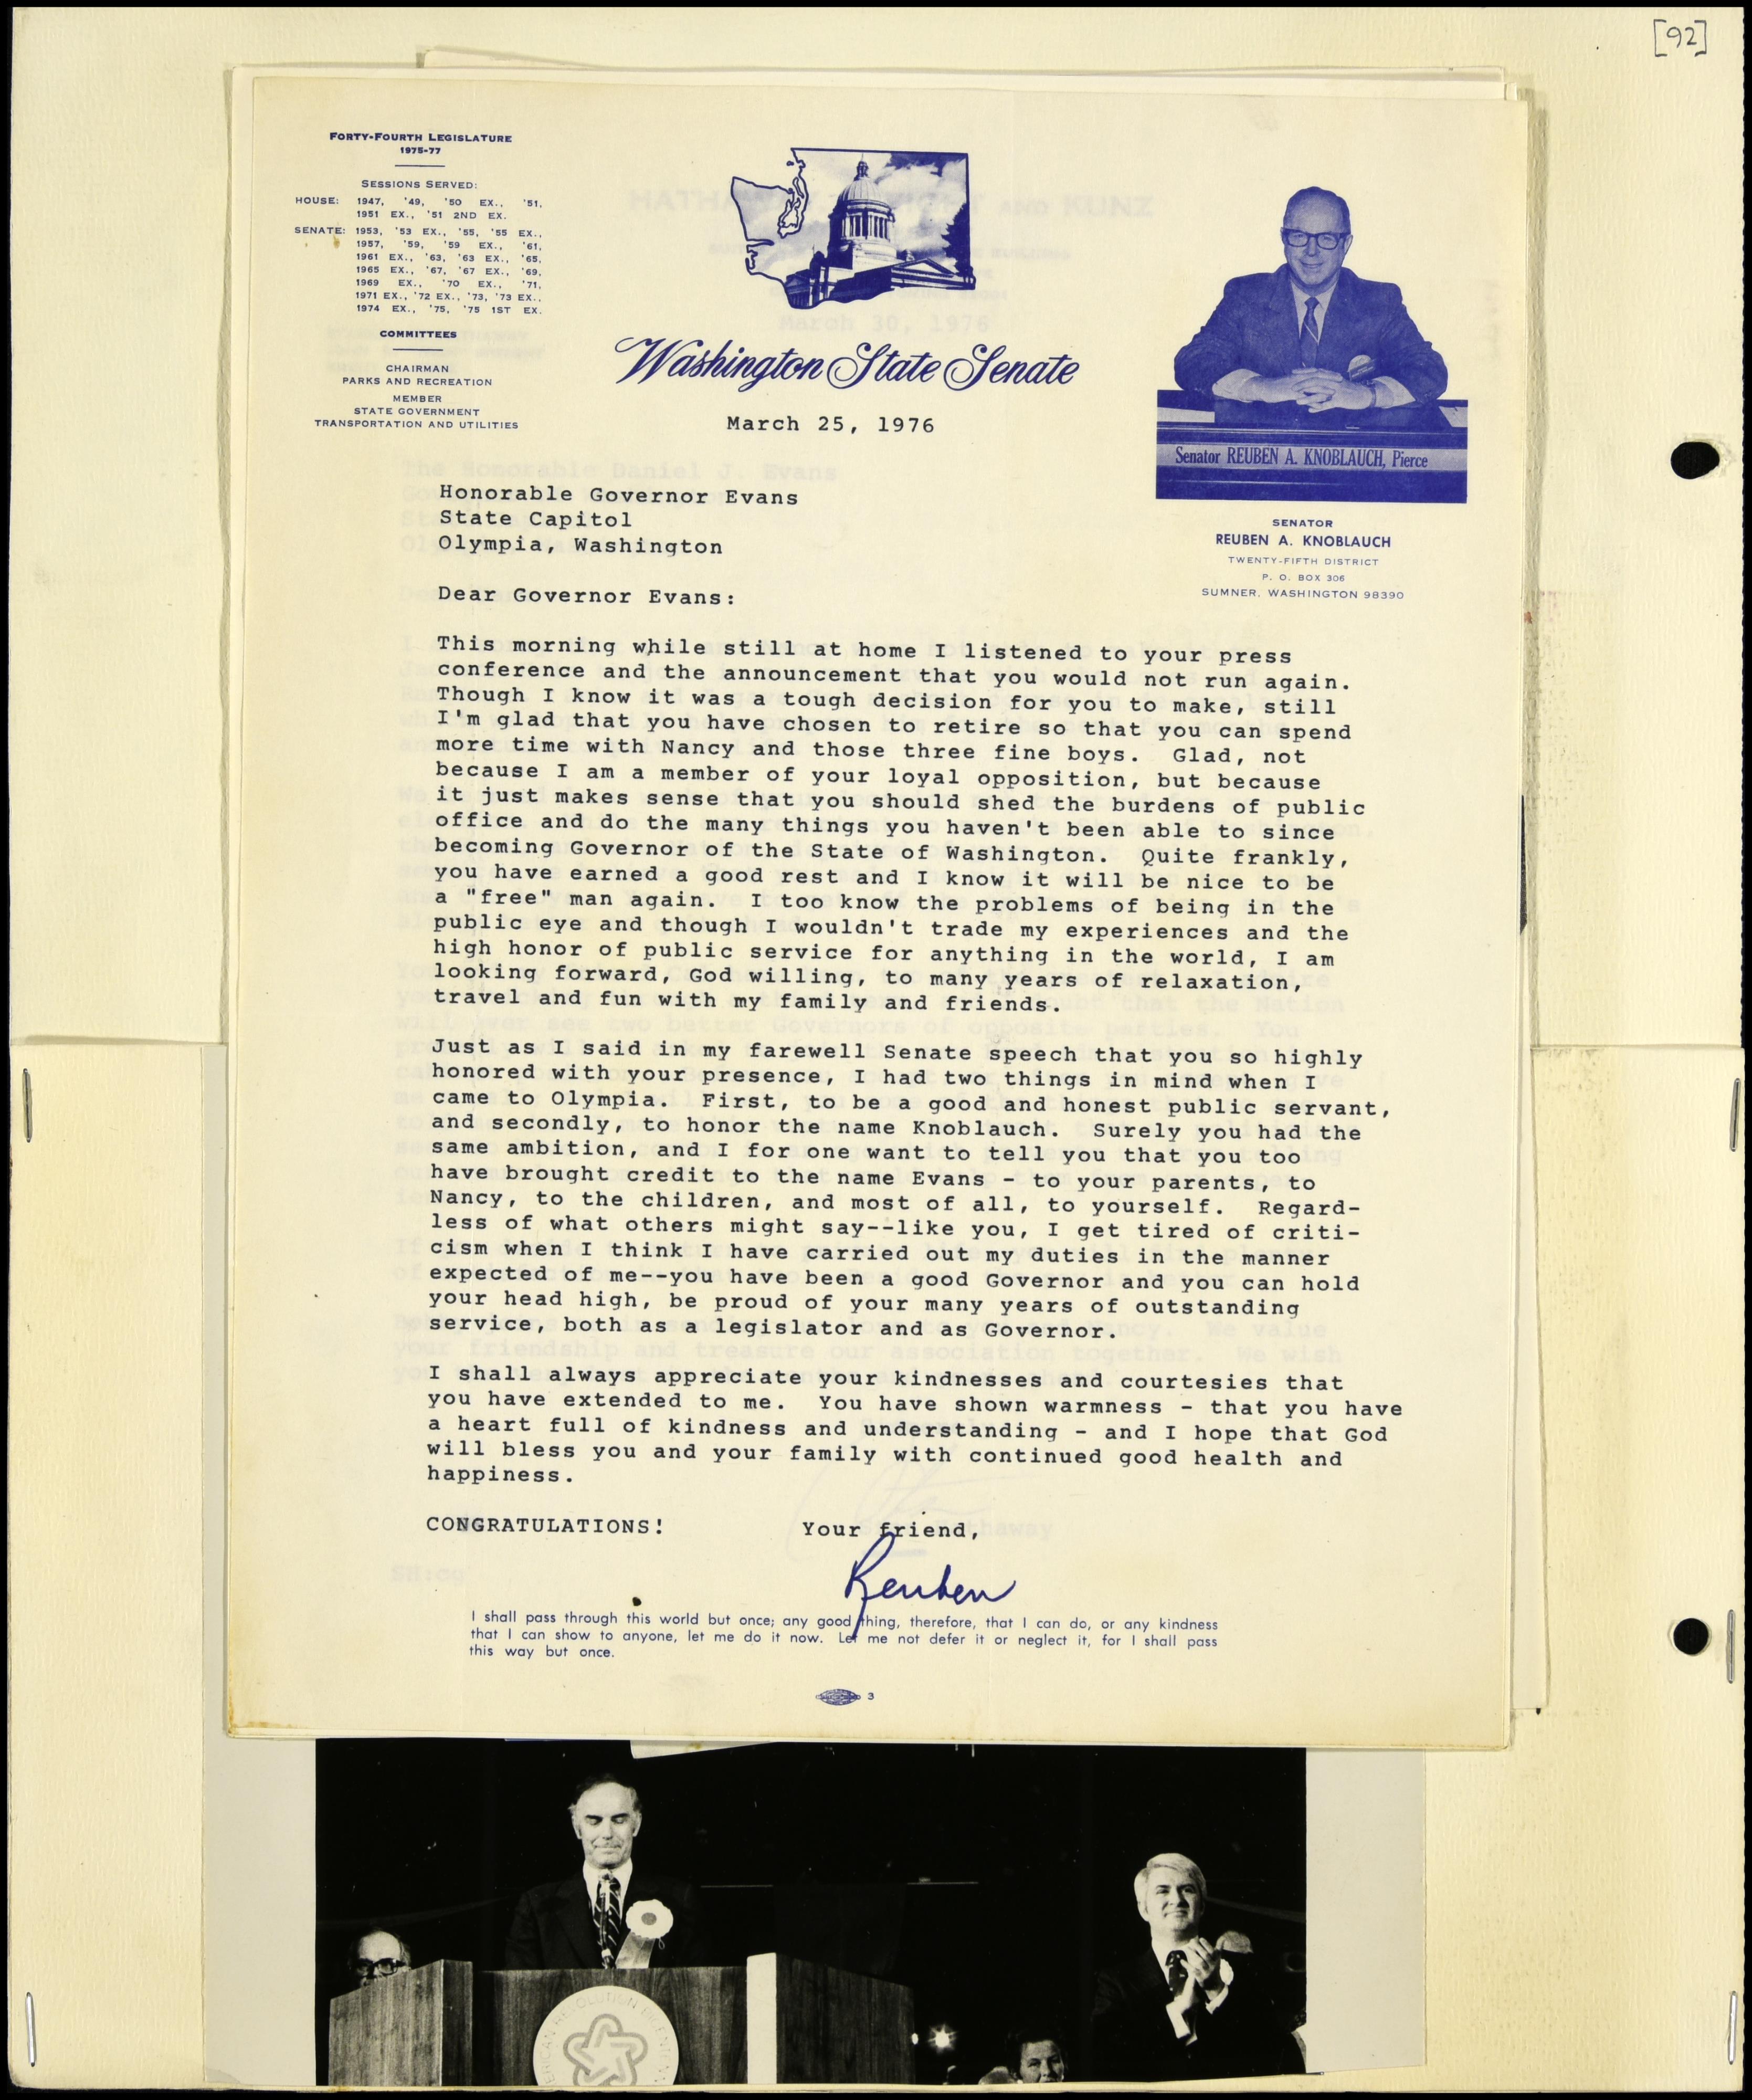 [92]
FORTY-FOURTH LEGISLATURE
1975-77
SESSIONS SERVED:
HOUSE: 1947, '49, '50 EX., '51,
1951 EX., '51 2ND EX.
SENATE: 1953, '53 EX., '55, '55 EX.,
1957, '59, '59 EX., '61,
1961 EX., '63, '63 EX., '65,
1965 EX., '67, '67 EX., '69,
1969 EX., '70 EX., '71,
1971 EX., '72 EX., '73, '73 EX.,
1974 EX., '75, '75 1ST EX.
COMMITTEES
CHAIRMAN
PARKS AND RECREATION
MEMBER
STATE GOVERNMENT
TRANSPORTATION AND UTILITIES
Washington State Senate
Senator REUBEN A. KNOBLAUCH, Pierce
SENATOR
REUBEN A. KNOBLAUCH
TWENTY-FIFTH DISTRICT
P. O. BOX 306
SUMNER, WASHINGTON 98390
March 25, 1976
Honorable Governor Evans
State Capitol
Olympia, Washington
Dear Governor Evans:
This morning while still at home I listened to your press
conference and the announcement that you would not run again.
Though I know it was a tough decision for you to make, still
I'm glad that you have chosen to retire so that you can spend
more time with Nancy and those three fine boys. Glad, not
because I am a member of your loyal opposition, but because
it just makes sense that you should shed the burdens of public
office and do the many things you haven't been able to since
becoming Governor of the State of Washington. Quite frankly,
you have earned a good rest and I know it will be nice to be
a "free" man again. I too know the problems of being in the
public eye and though I wouldn't trade my experiences and the
high honor of public service for anything in the world, I am
looking forward, God willing, to many years of relaxation,
travel and fun with my family and friends.
Just as I said in my farewell Senate speech that you so highly
honored with your presence, I had two things in mind when I
came to Olympia. First, to be a good and honest public servant,
and secondly, to honor the name Knoblauch. Surely you had the
same ambition, and I for one want to tell you that you too
have brought credit to the name Evans - to your parents, to
Nancy, to the children, and most of all, to yourself. Regard-
less of what others might say--like you, I get tired of criti-
cism when I think I have carried out my duties in the manner
expected of me--you have been a good Governor and you can hold
your head high, be proud of your many years of outstanding
service, both as a legislator and as Governor.
I shall always appreciate your kindnesses and courtesies that
you have extended to me. You have shown warmness - that you have
a heart full of kindness and understanding - and I hope that God
will bless you and your family with continued good health and
happiness.
CONGRATULATIONS! Your friend,
Reuben
I shall pass through this world but once; any good thing, therefore, that I can do, or any kindness
that I can show to anyone, let me do it now. Let me not defer it or neglect it, for I shall pass
this way but once.
3